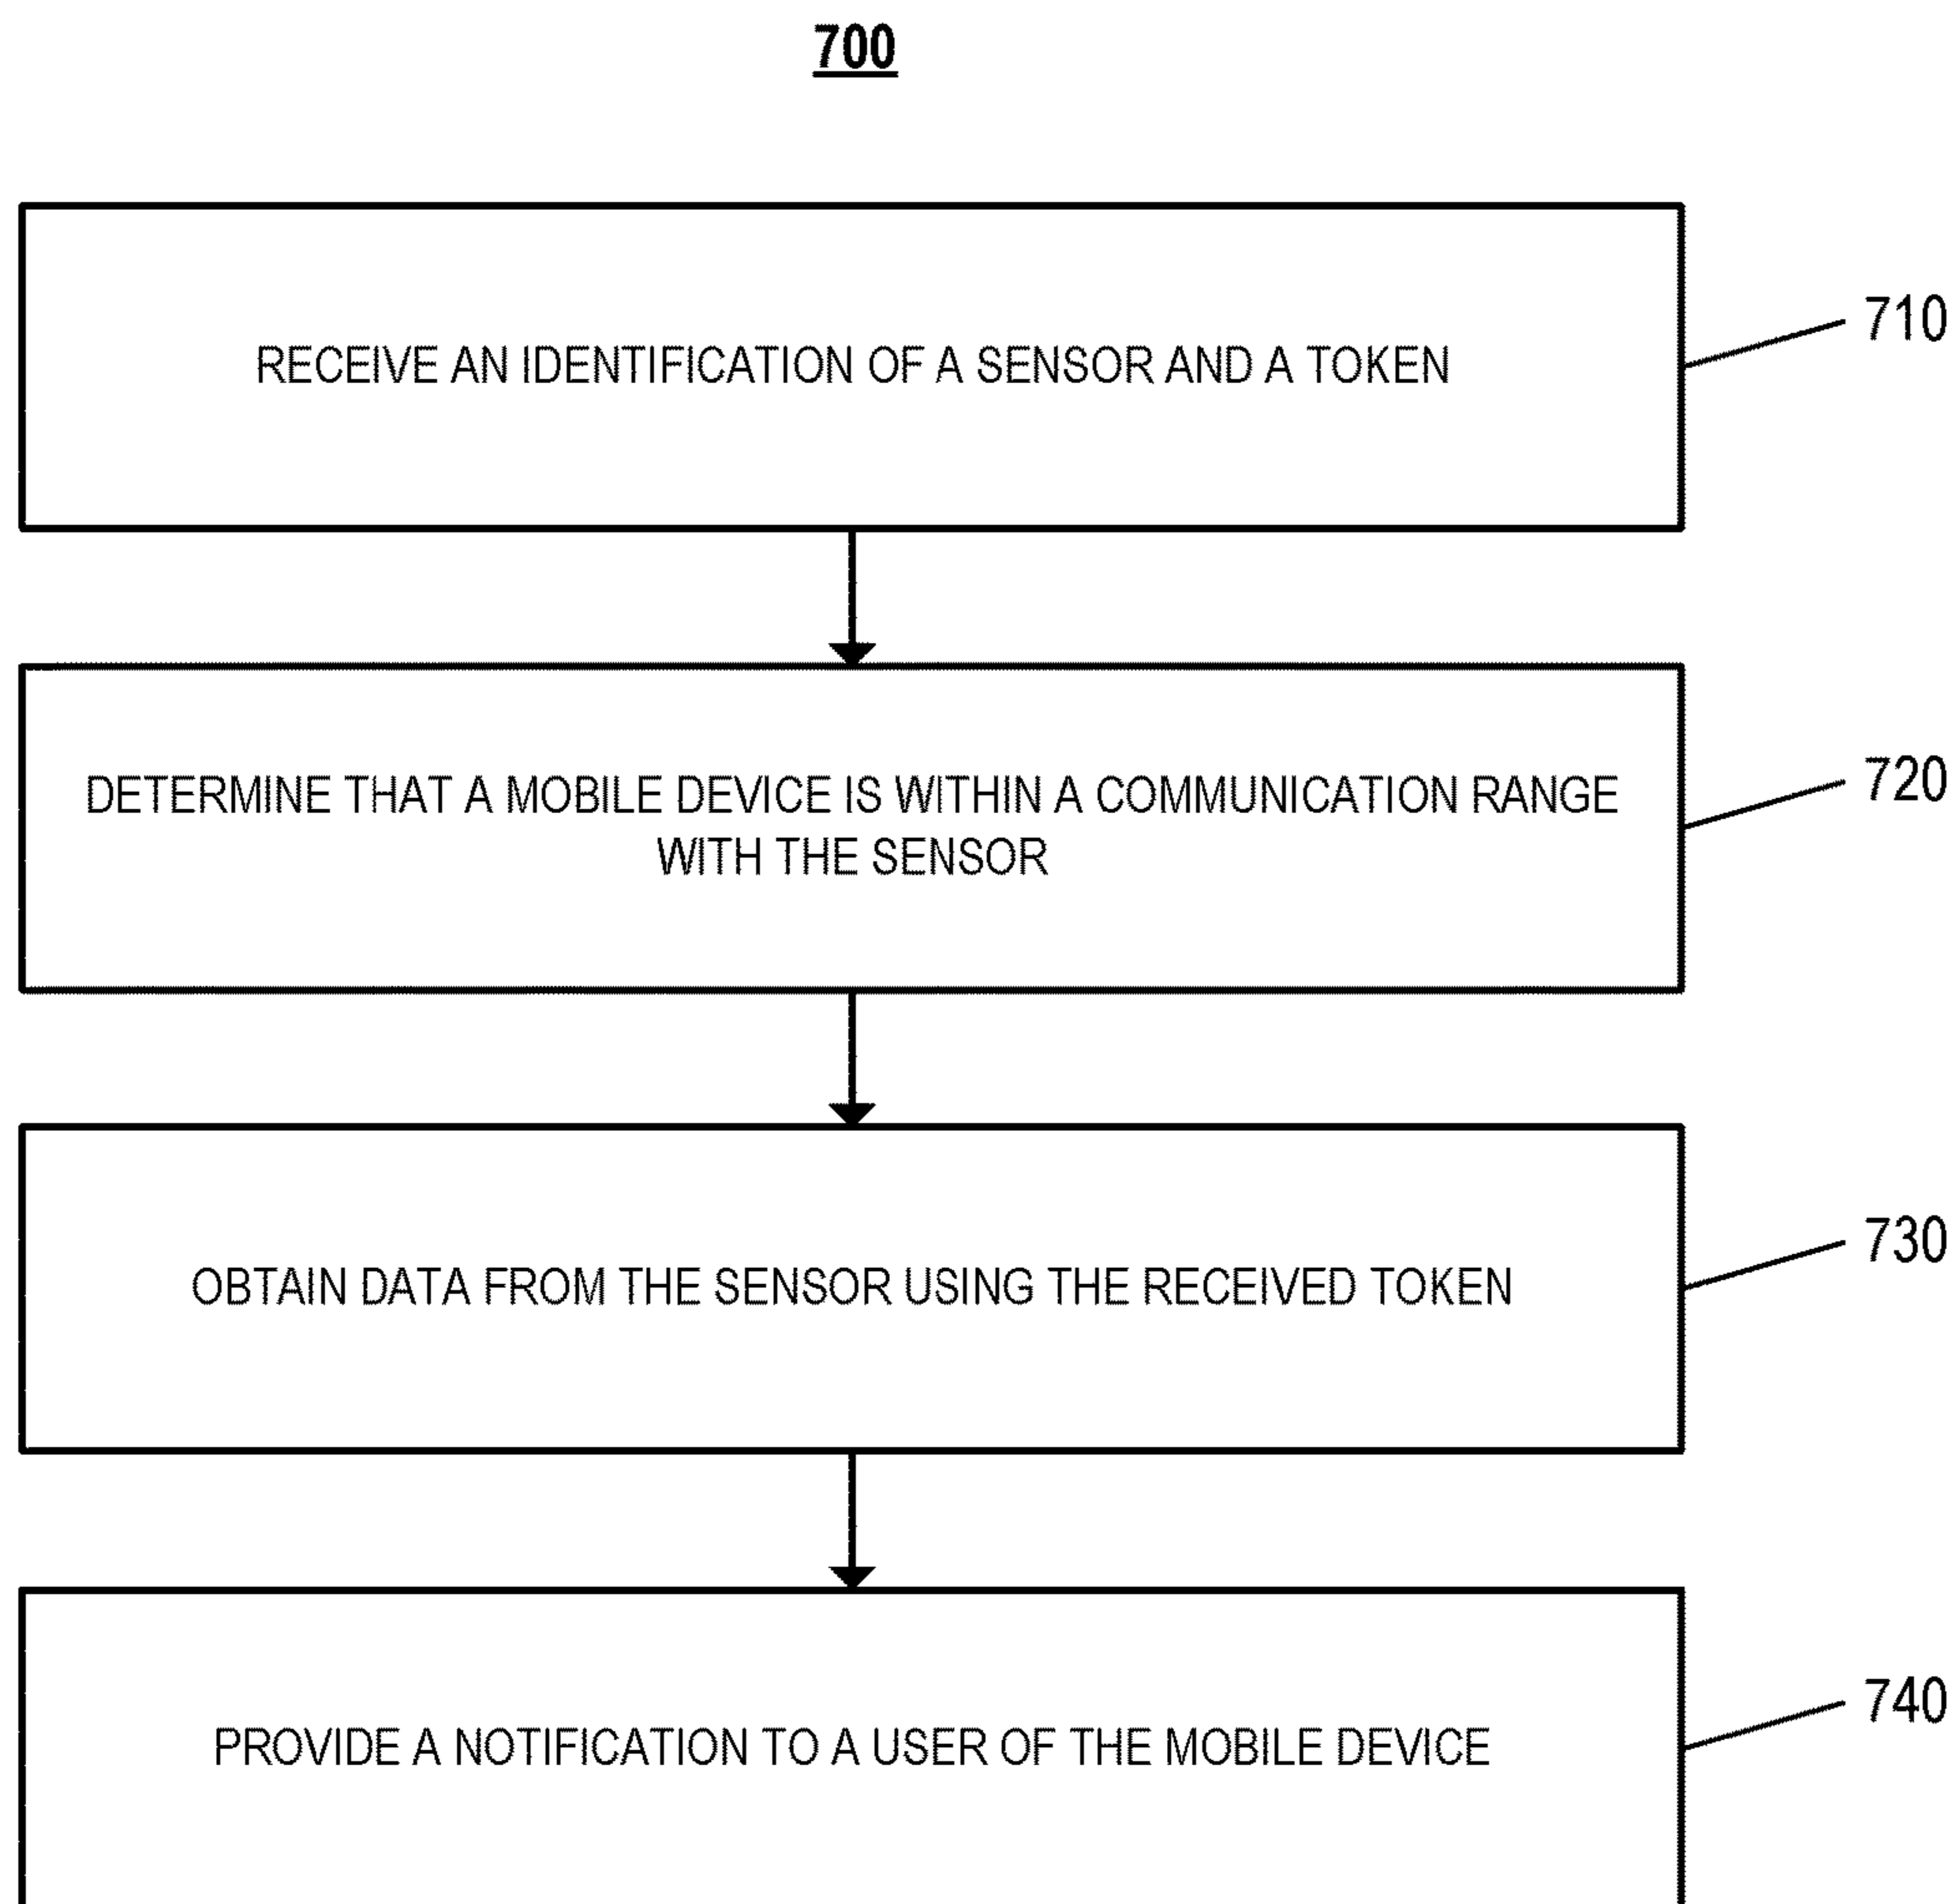 700
RECEIVE AN IDENTIFICATION OF A SENSOR AND A TOKEN
710
DETERMINE THAT A MOBILE DEVICE IS WITHIN A COMMUNICATION RANGE
WITH THE SENSOR
720
OBTAIN DATA FROM THE SENSOR USING THE RECEIVED TOKEN
730
PROVIDE A NOTIFICATION TO A USER OF THE MOBILE DEVICE
740